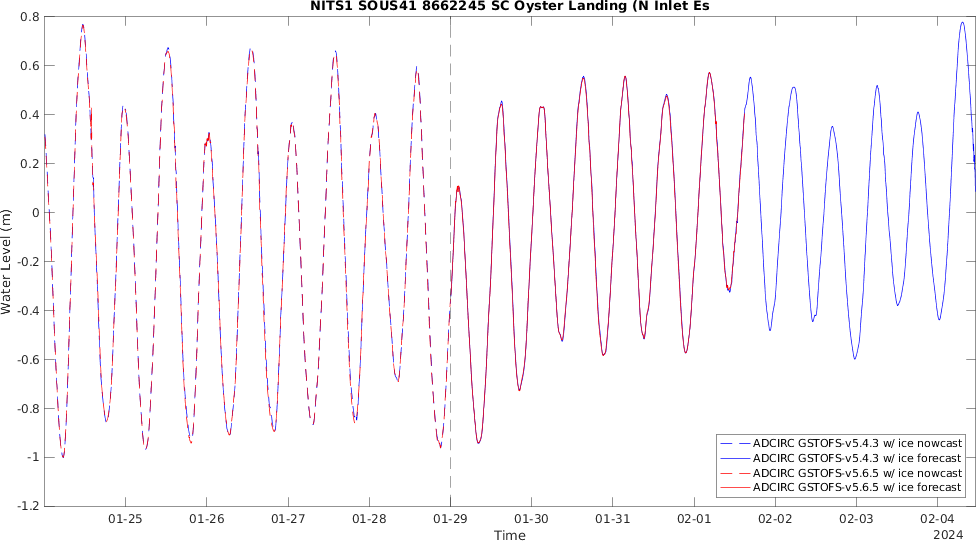 NITS1 SOUS41 8662245 SC Oyster Landing (N Inlet Es
0.8
0.6
0.4
0.2
0
-0.2
-0.4
-0.6
-0.8
-1
-1.2
Water Level (m)
ADCIRC GSTOFS-v5.4.3 w/ ice nowcast
ADCIRC GSTOFS-v5.4.3 w/ ice forecast
ADCIRC GSTOFS-v5.6.5 w/ ice nowcast
ADCIRC GSTOFS-v5.6.5 w/ ice forecast
01-25 01-26 01-27 01-28 01-29 01-30 01-31 02-01 02-02 02-03 02-04
Time
2024